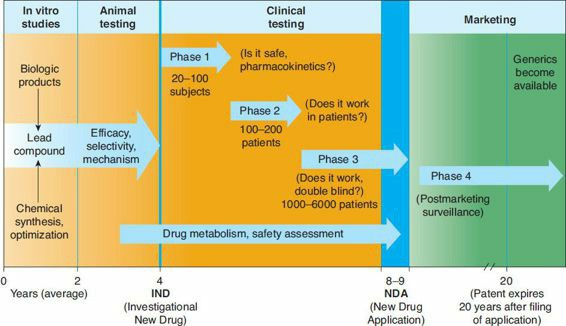 In vitro
studies
Animal
testing
Clinical
testing
Marketing
Biologic
products
Lead
compound
Chemical
synthesis,
optimization
Efficacy,
selectivity,
mechanism
Phase 1
(Is it safe,
pharmacokinetics?)
20–100
subjects
Phase 2
(Does it work
in patients?)
100–200
patients
Phase 3
(Does it work,
double blind?)
1000–6000 patients
Drug metabolism, safety assessment
Generics
become
available
Phase 4
(Postmarketing
surveillance)
0
2
4
8–9
20
Years (average)
IND
(Investigational
New Drug)
NDA
(New Drug
Application)
(Patent expires
20 years after filing
of application)